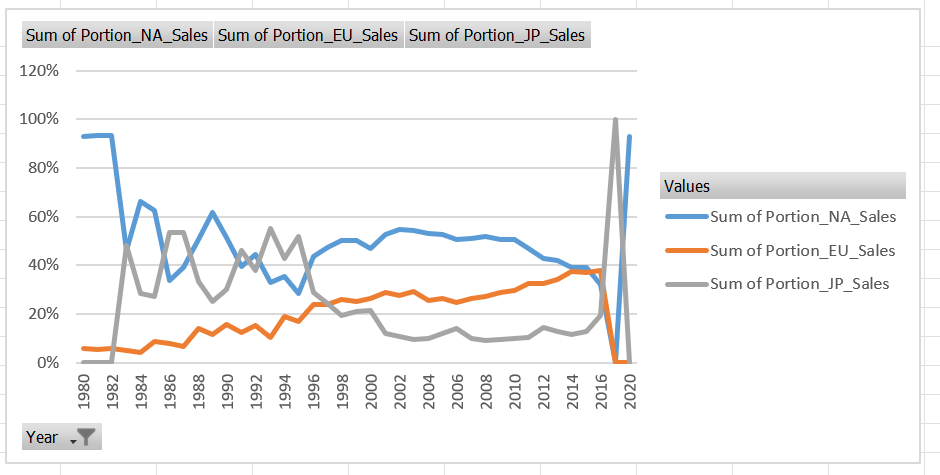 Sum of Portion_NA_Sales Sum of Portion_EU_Sales Sum of Portion_JP_Sales
120%
100%
80%
60%
40%
20%
0%
1980 1982 1984 1986 1988 1990 1992 1994 1996 1998 2000 2002 2004 2006 2008 2010 2012 2014 2016 2020
Values
Sum of Portion_NA_Sales
Sum of Portion_EU_Sales
Sum of Portion_JP_Sales
Year